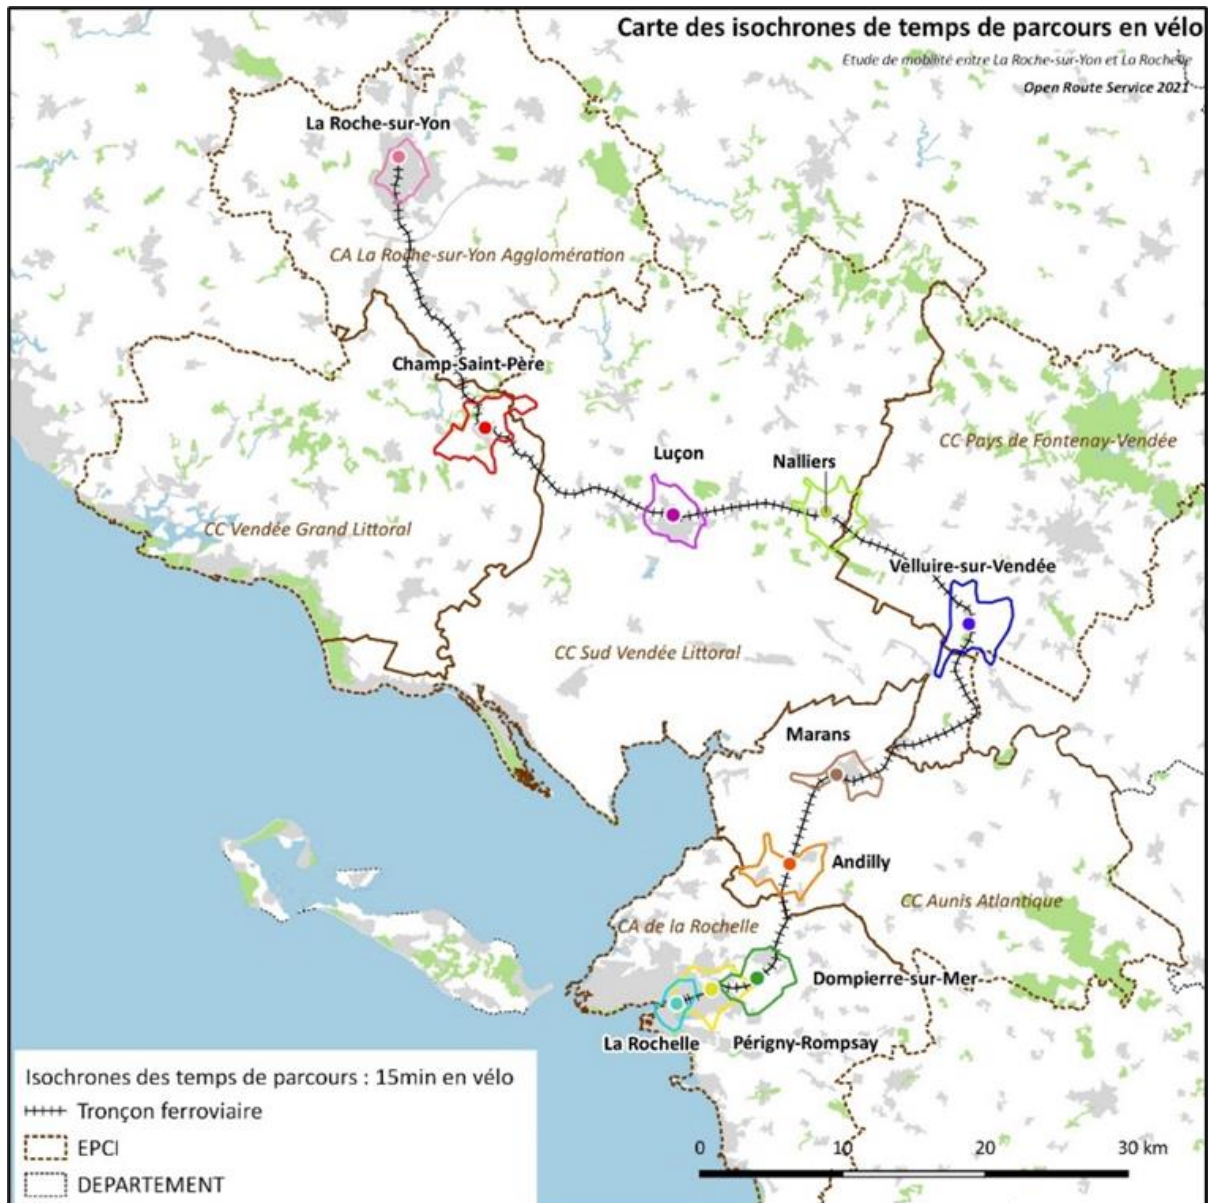 Carte des isochrones de temps de parcours en vélo
Etude de mobilité entre La Roche-sur-Yon et La Rochelle
Open Route Service 2021
La Roche-sur-Yon
CA La Roche-sur-Yon Agglomération
Champ-Saint-Père
CC Pays de Fontenay-Vendée
Luçon
Nalliers
CC Vendée Grand Littoral
Velluire-sur-Vendée
CC Sud Vendée Littoral
Marans
Andilly
CC Aunis Atlantique
CA de la Rochelle
Dompierre-sur-Mer
La Rochelle
Périgny-Rompsay
Isochrones des temps de parcours : 15min en vélo
Tronçon ferroviaire
EPCI
DEPARTEMENT
0 10 20 30 km